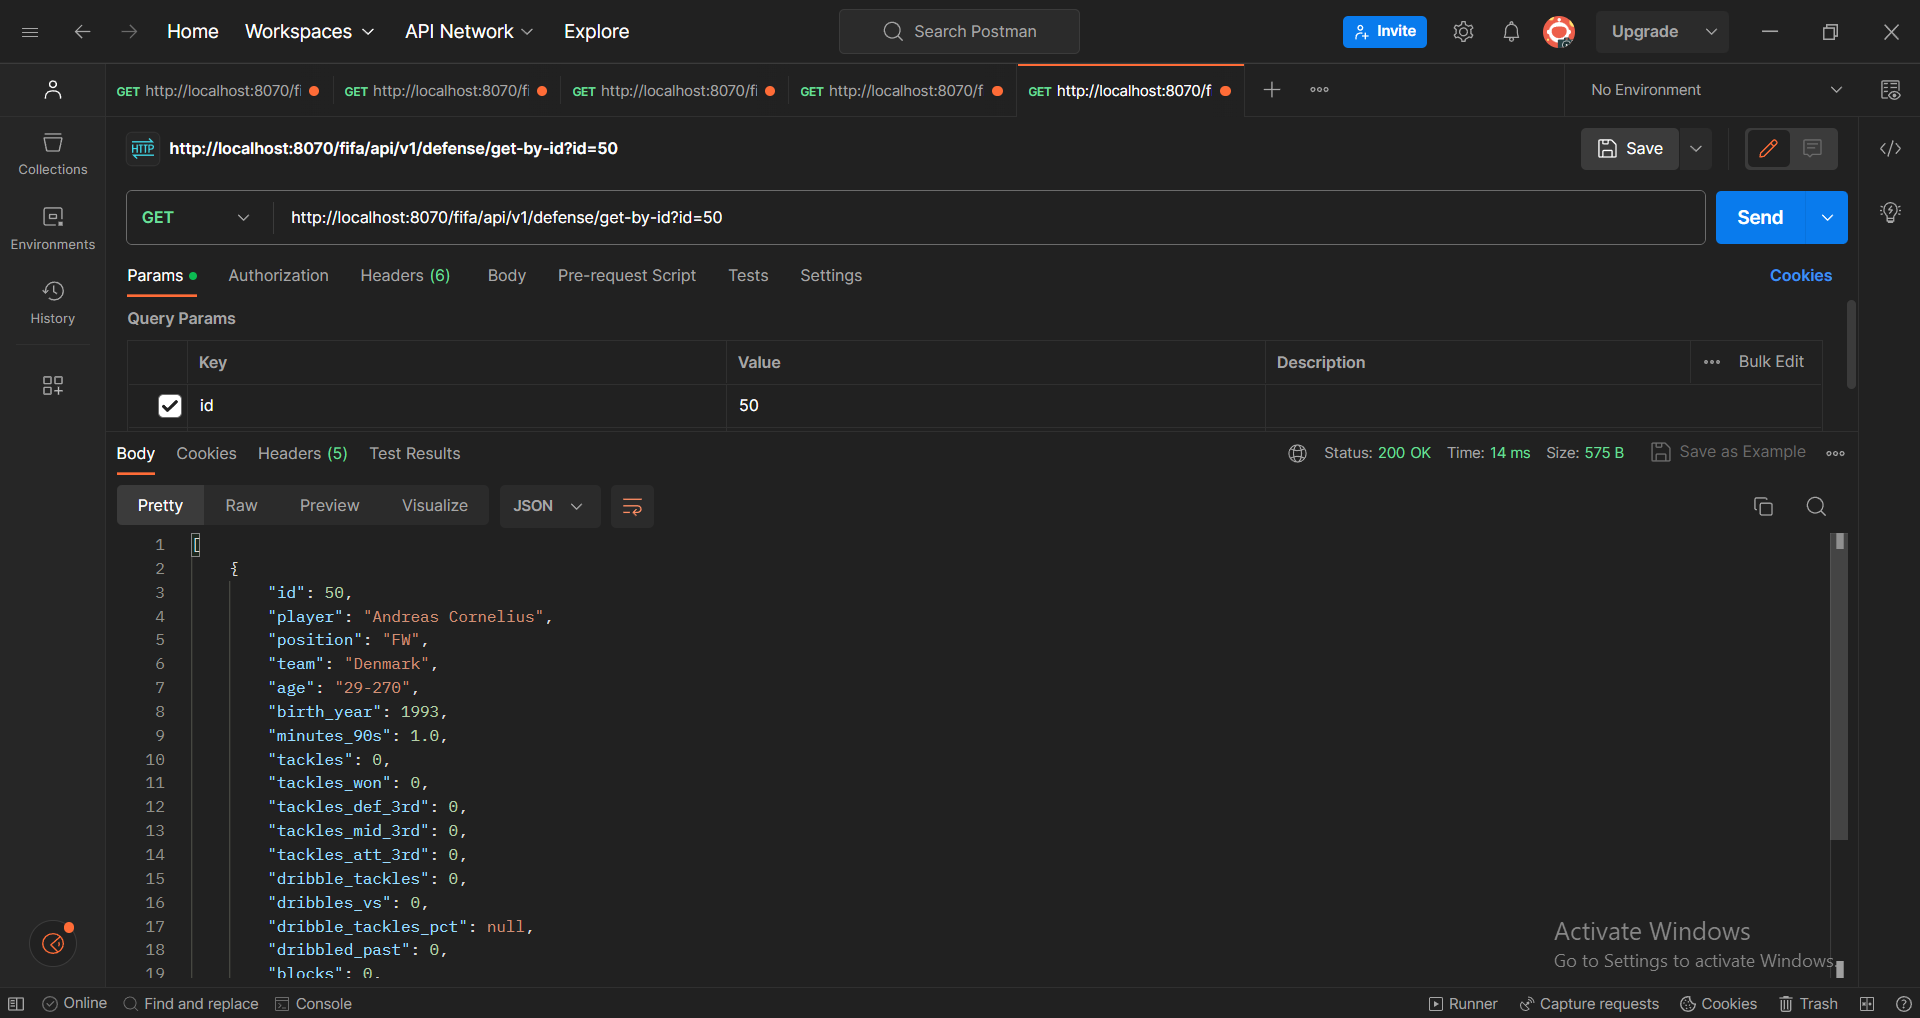 Home Workspaces API Network Explore Search Postman Invite Upgrade
GET http://localhost:8070/fi GET http://localhost:8070/fi GET http://localhost:8070/fi GET http://localhost:8070/f GET http://localhost:8070/f No Environment
HTTP http://localhost:8070/fifa/api/v1/defense/get-by-id?id=50 Save
Collections
GET http://localhost:8070/fifa/api/v1/defense/get-by-id?id=50 Send
Environments
Params Authorization Headers (6) Body Pre-request Script Tests Settings Cookies
History
Query Params
Key Value Description Bulk Edit
id 50
Body Cookies Headers (5) Test Results Status: 200 OK Time: 14 ms Size: 575 B Save as Example
Pretty Raw Preview Visualize JSON
1 [
2 {
3 "id": 50,
4 "player": "Andreas Cornelius",
5 "position": "FW",
6 "team": "Denmark",
7 "age": "29-270",
8 "birth_year": 1993,
9 "minutes_90s": 1.0,
10 "tackles": 0,
11 "tackles_won": 0,
12 "tackles_def_3rd": 0,
13 "tackles_mid_3rd": 0,
14 "tackles_att_3rd": 0,
15 "dribble_tackles": 0,
16 "dribbles_vs": 0,
17 "dribble_tackles_pct": null,
18 "dribbled_past": 0,
19 "blocks": 0,
Activate Windows
Go to Settings to activate Windows.
Online Find and replace Console Runner Capture requests Cookies Trash